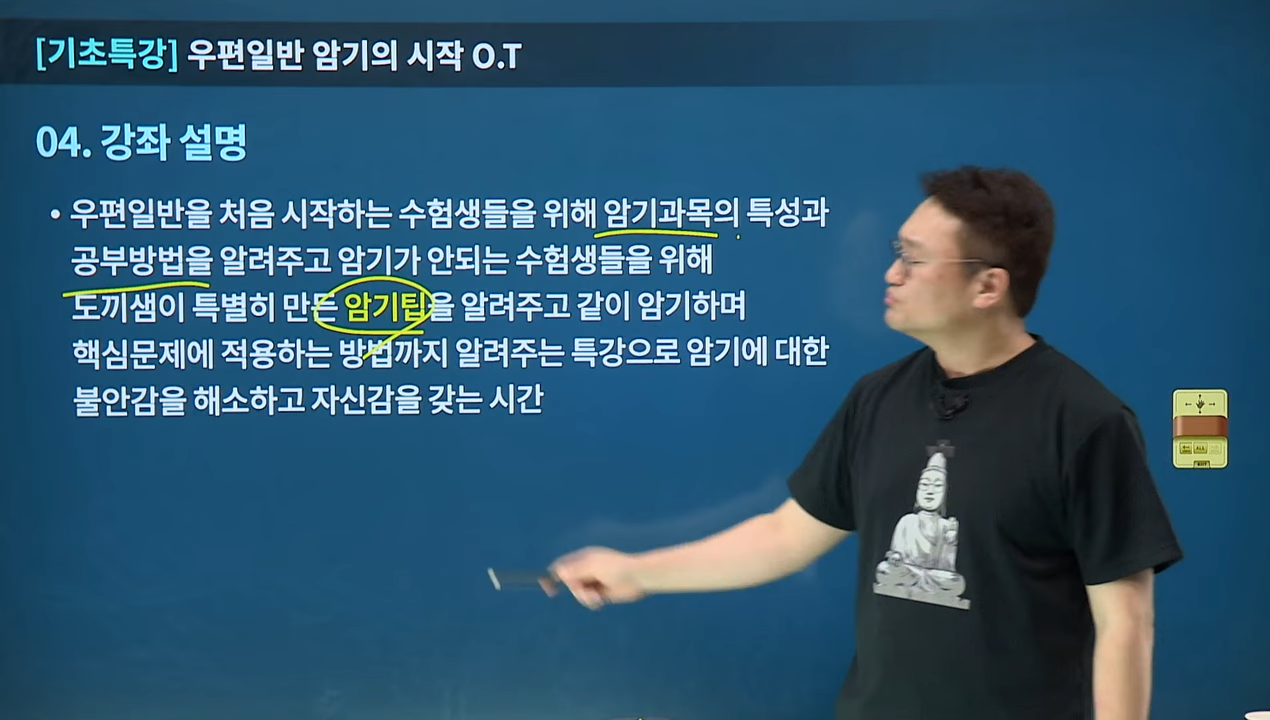 [기초특강] 우편일반 암기의 시작 O.T
04. 강좌 설명
• 우편일반을 처음 시작하는 수험생들을 위해 암기과목의 특성과
공부방법을 알려주고 암기가 안되는 수험생들을 위해
도끼샘이 특별히 만든 암기팁을 알려주고 같이 암기하며
핵심문제에 적용하는 방법까지 알려주는 특강으로 암기에 대한
불안감을 해소하고 자신감을 갖는 시간